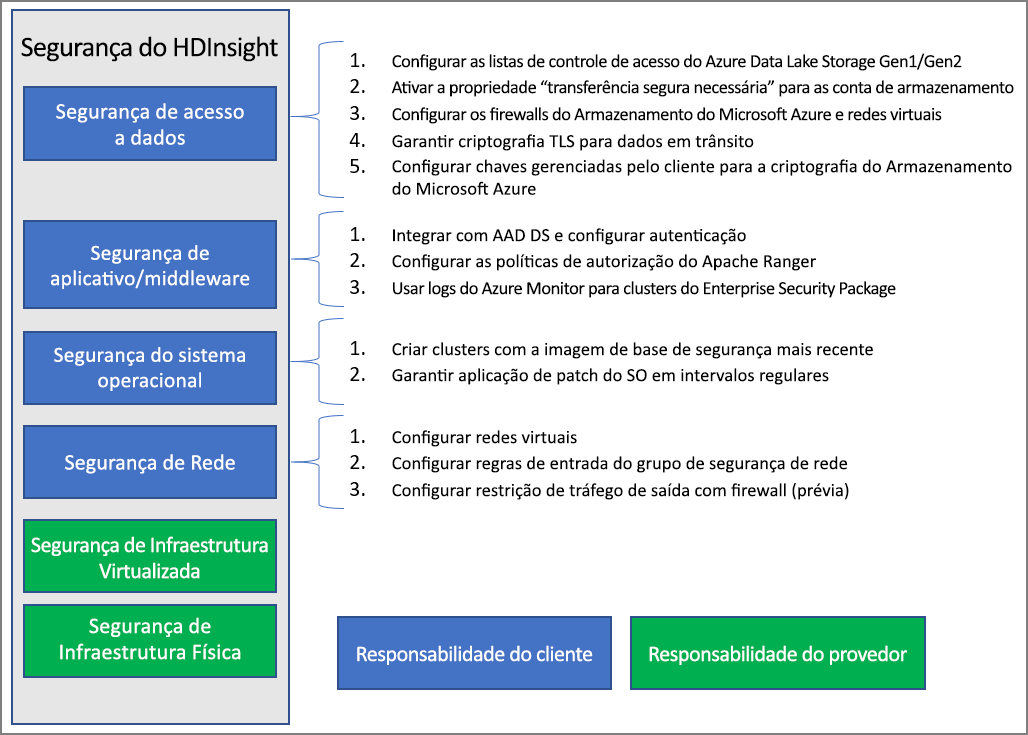 Segurança do HDInsight
Segurança de acesso
a dados
1. Configurar as listas de controle de acesso do Azure Data Lake Storage Gen1/Gen2
2. Ativar a propriedade “transferência segura necessária” para as conta de armazenamento
3. Configurar os firewalls do Armazenamento do Microsoft Azure e redes virtuais
4. Garantir criptografia TLS para dados em trânsito
5. Configurar chaves gerenciadas pelo cliente para a criptografia do Armazenamento
do Microsoft Azure
Segurança de
aplicativo/middleware
1. Integrar com AAD DS e configurar autenticação
2. Configurar as políticas de autorização do Apache Ranger
3. Usar logs do Azure Monitor para clusters do Enterprise Security Package
Segurança do sistema
operacional
1. Criar clusters com a imagem de base de segurança mais recente
2. Garantir aplicação de patch do SO em intervalos regulares
Segurança de Rede
1. Configurar redes virtuais
2. Configurar regras de entrada do grupo de segurança de rede
3. Configurar restrição de tráfego de saída com firewall (prévia)
Segurança de Infraestrutura
Virtualizada
Segurança de
Infraestrutura Física
Responsabilidade do cliente
Responsabilidade do provedor